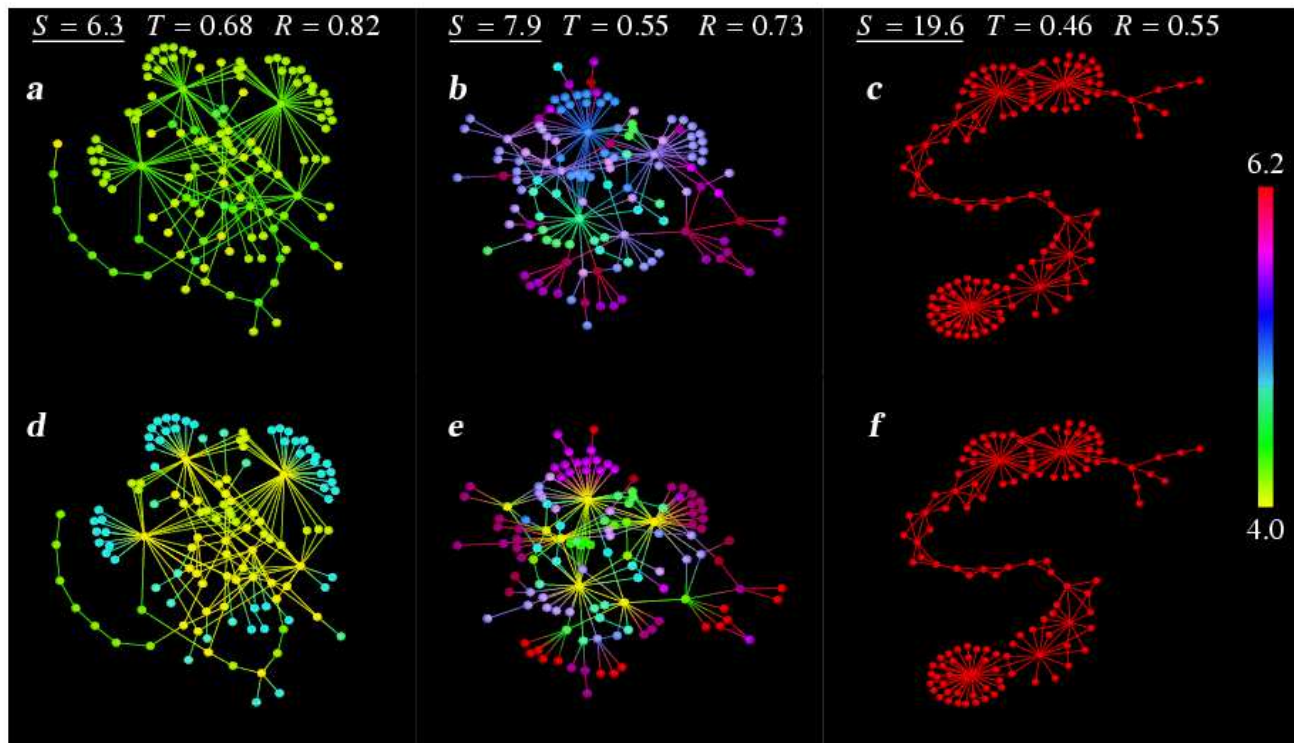 S = 6.3 T = 0.68 R = 0.82
S = 7.9 T = 0.55 R = 0.73
S = 19.6 T = 0.46 R = 0.55
a
b
c
6.2
4.0
d
e
f